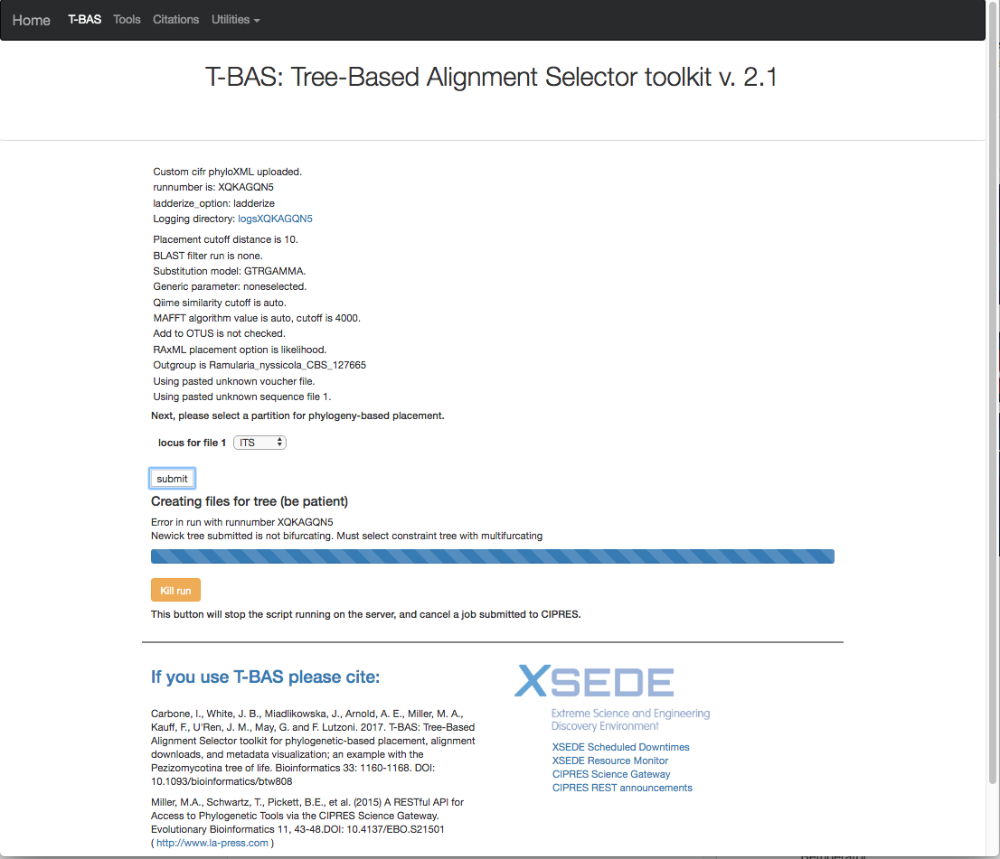 Home T-BAS Tools Citations Utilities
T-BAS: Tree-Based Alignment Selector toolkit v. 2.1
Custom cifr phyloXML uploaded.
runnumber is: XQKAGQN5
ladderize_option: ladderize
Logging directory: logsXQKAGQN5
Placement cutoff distance is 10.
BLAST filter run is none.
Substitution model: GTRGAMMA.
Generic parameter: noneselected.
Qiime similarity cutoff is auto.
MAFFT algorithm value is auto, cutoff is 4000.
Add to OTUS is not checked.
RAxML placement option is likelihood.
Outgroup is Ramularia_nyssicola_CBS_127665
Using pasted unknown voucher file.
Using pasted unknown sequence file 1.
Next, please select a partition for phylogeny-based placement.
locus for file 1 ITS
submit
Creating files for tree (be patient)
Error in run with runnumber XQKAGQN5
Newick tree submitted is not bifurcating. Must select constraint tree with multifurcating
Kill run
This button will stop the script running on the server, and cancel a job submitted to CIPRES.
If you use T-BAS please cite:
Carbone, I., White, J. B., Miadlikowska, J., Arnold, A. E., Miller, M. A.,
Kauff, F., U'Ren, J. M., May, G. and F. Lutzoni. 2017. T-BAS: Tree-Based
Alignment Selector toolkit for phylogenetic-based placement, alignment
downloads, and metadata visualization; an example with the
Pezizomycotina tree of life. Bioinformatics 33: 1160-1168. DOI:
10.1093/bioinformatics/btw808
Miller, M.A., Schwartz, T., Pickett, B.E., et al. (2015) A RESTful API for
Access to Phylogenetic Tools via the CIPRES Science Gateway.
Evolutionary Bioinformatics 11, 43-48.DOI: 10.4137/EBO.S21501
( http://www.la-press.com )
XSEDE
Extreme Science and Engineering
Discovery Environment
XSEDE Scheduled Downtimes
XSEDE Resource Monitor
CIPRES Science Gateway
CIPRES REST announcements